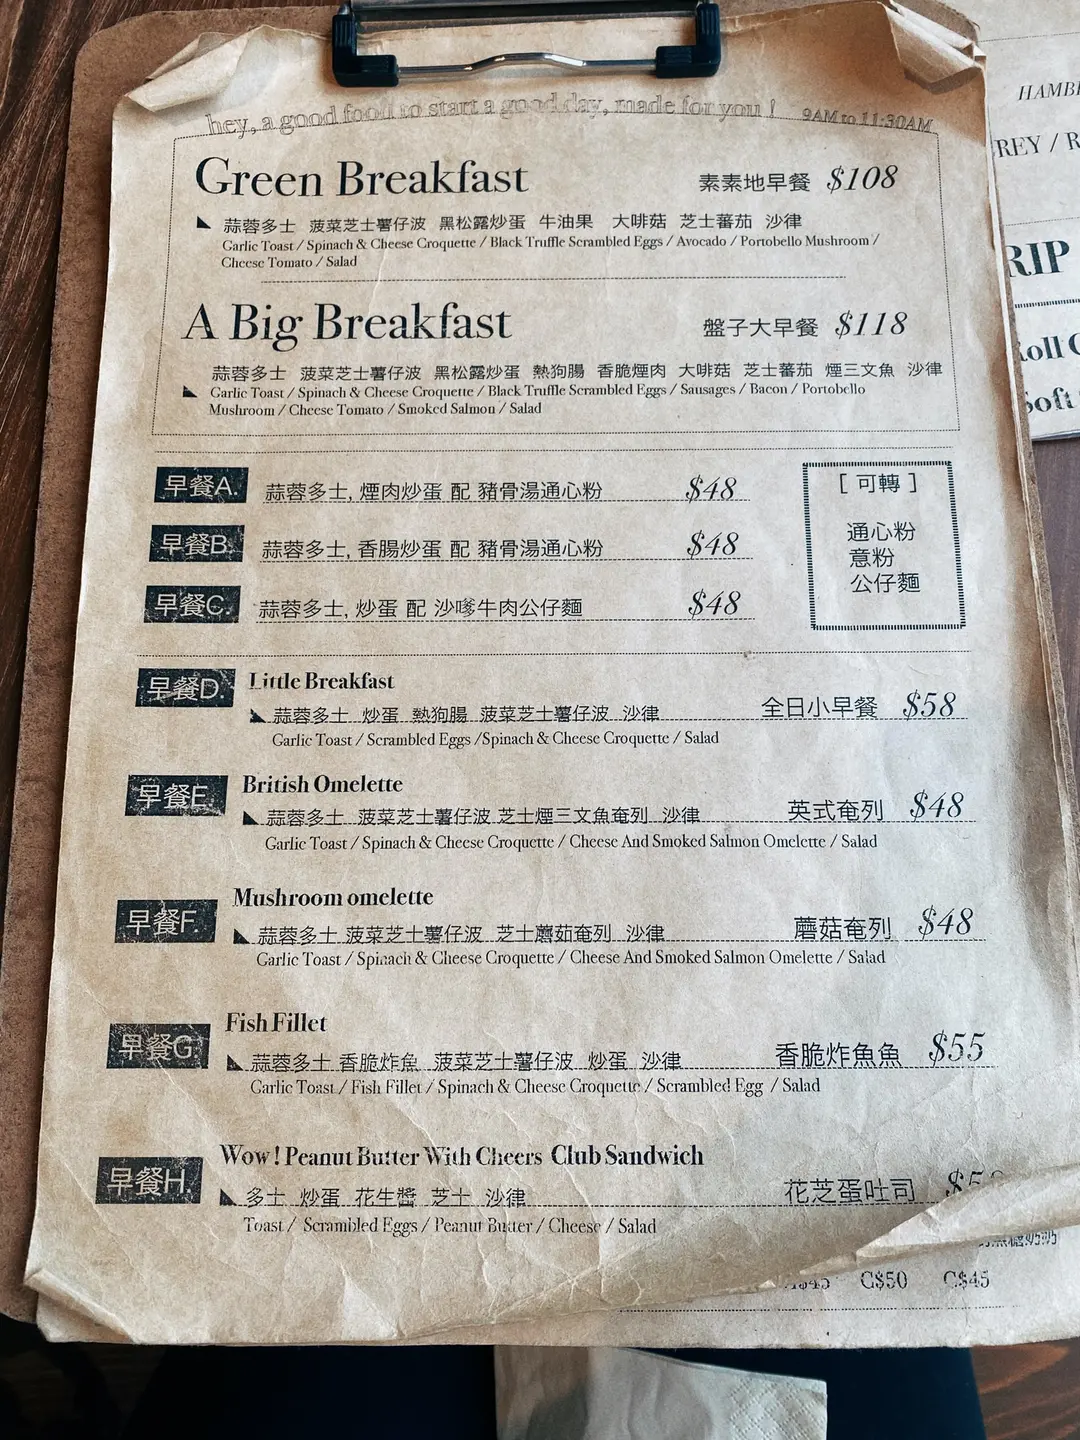 hey, a good food to start a good day, made for you ! 9AM to 11:30AM
Green Breakfast 素素地早餐 $108
蒜蓉多士 菠菜芝士薯仔波 黑松露炒蛋 牛油果 大啡菇 芝士蕃茄 沙律
Garlic Toast / Spinach & Cheese Croquette / Black Truffle Scrambled Eggs / Avocado / Portobello Mushroom /
Cheese Tomato / Salad
A Big Breakfast 盤子大早餐 $118
蒜蓉多士 菠菜芝士薯仔波 黑松露炒蛋 熱狗腸 香脆煙肉 大啡菇 芝士蕃茄 煙三文魚 沙律
Garlic Toast / Spinach & Cheese Croquette / Black Truffle Scrambled Eggs / Sausages / Bacon / Portobello
Mushroom / Cheese Tomato / Smoked Salmon / Salad
早餐A. 蒜蓉多士, 煙肉炒蛋 配 豬骨湯通心粉 $48
早餐B. 蒜蓉多士, 香腸炒蛋 配 豬骨湯通心粉 $48
早餐C. 蒜蓉多士, 炒蛋 配 沙嗲牛肉公仔麵 $48
[ 可轉 ]
通心粉
意粉
公仔麵
早餐D. Little Breakfast
蒜蓉多士 炒蛋 熱狗腸 菠菜芝士薯仔波 沙律 全日小早餐 $58
Garlic Toast / Scrambled Eggs /Spinach & Cheese Croquette / Salad
早餐E. British Omelette
蒜蓉多士 菠菜芝士薯仔波 芝士煙三文魚奄列 沙律 英式奄列 $48
Garlic Toast / Spinach & Cheese Croquette / Cheese And Smoked Salmon Omelette / Salad
早餐F. Mushroom omelette
蒜蓉多士 菠菜芝士薯仔波 芝士蘑菇奄列 沙律 蘑菇奄列 $48
Garlic Toast / Spinach & Cheese Croquette / Cheese And Smoked Salmon Omelette / Salad
早餐G. Fish Fillet
蒜蓉多士 香脆炸魚 菠菜芝士薯仔波 炒蛋 沙律 香脆炸魚魚 $55
Garlic Toast / Fish Fillet / Spinach & Cheese Croquette / Scrambled Egg / Salad
早餐H. Wow ! Peanut Butter With Cheers Club Sandwich
多士 炒蛋 花生醬 芝士 沙律 花芝蛋吐司
Toast / Scrambled Eggs / Peanut Butter / Cheese / Salad
C$50 C$45